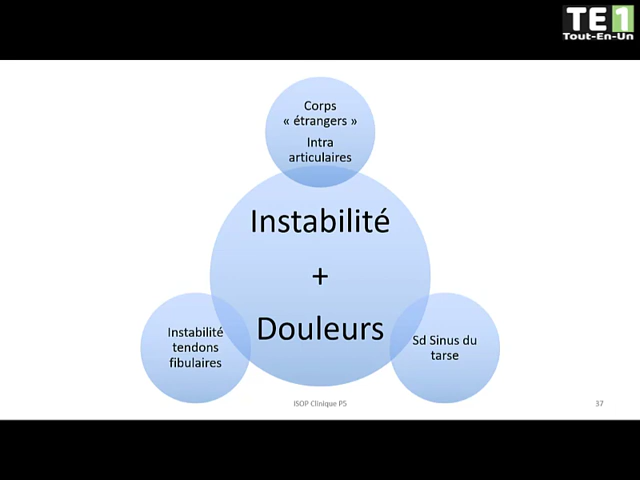 TE1
Tout-En-Un
Corps
« étrangers »
Intra
articulaires
Instabilité
+
Douleurs
Instabilité
tendons
fibulaires
Sd Sinus du
tarse
ISOP Clinique P5
37